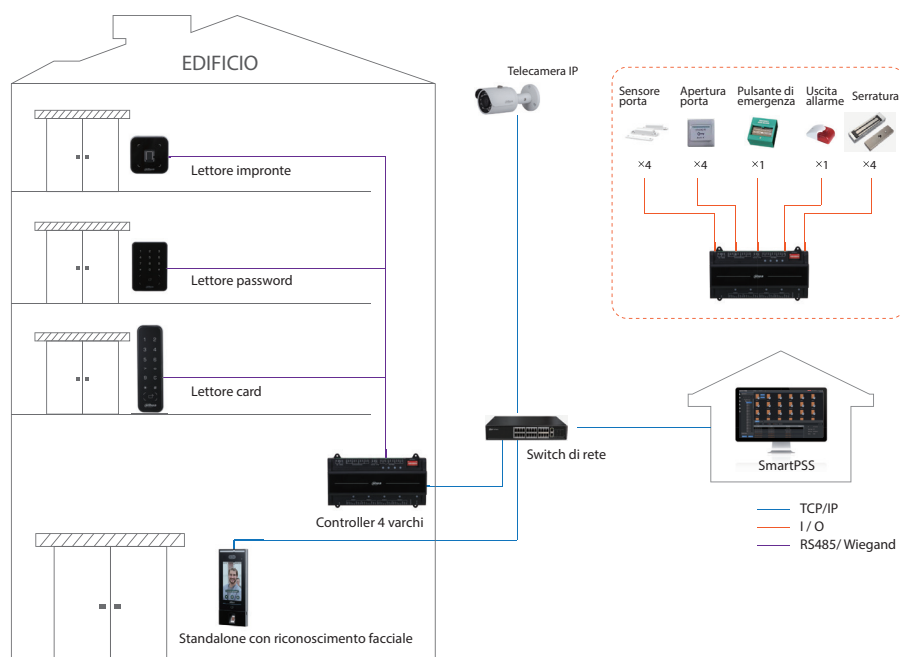 EDIFICIO
Telecamera IP
Sensore
porta
Apertura
porta
Pulsante di
emergenza
Uscita
allarme
Serratura
×4
×4
×1
×1
×4
Lettore impronte
Lettore password
Lettore card
Controller 4 varchi
Switch di rete
SmartPSS
Standalone con riconoscimento facciale
TCP/IP
I / O
RS485/ Wiegand